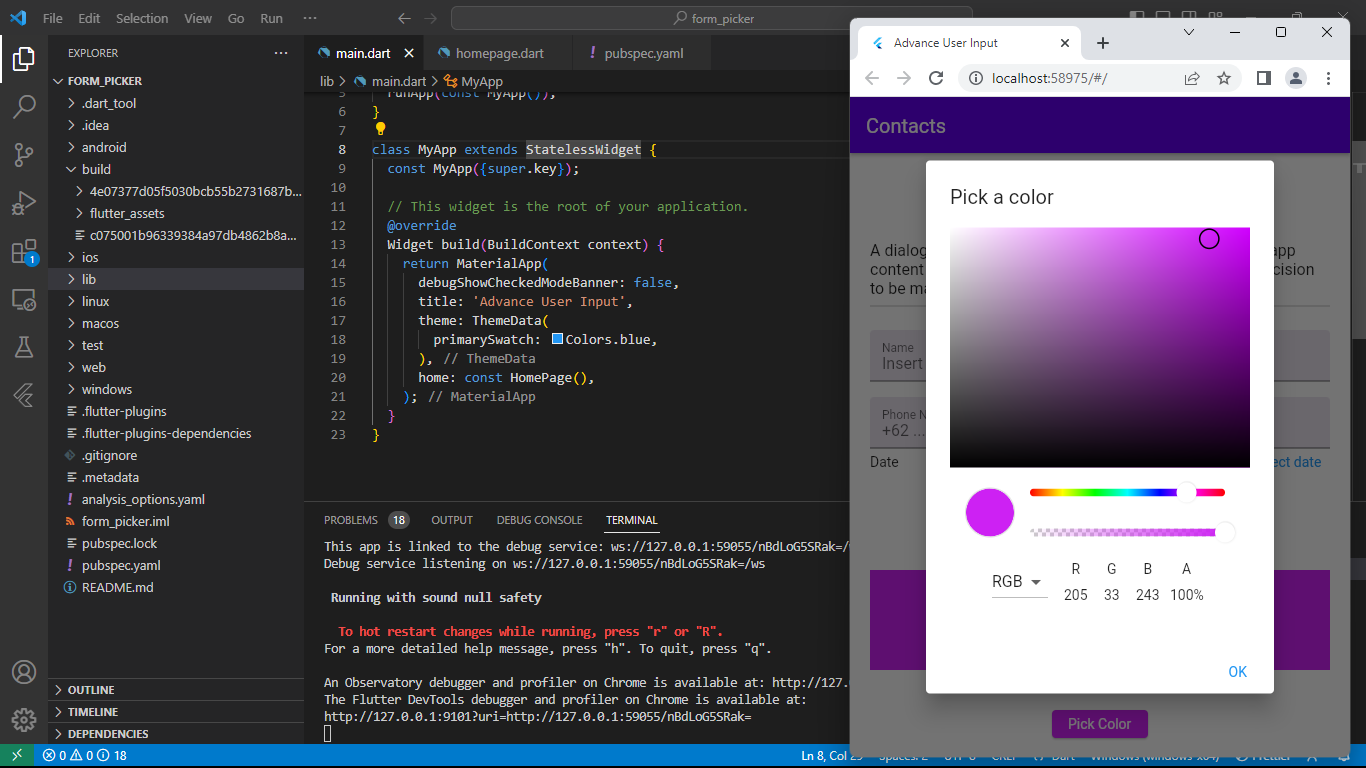 File Edit Selection View Go Run ··· form_picker
EXPLORER
FORM_PICKER
.dart_tool
.idea
android
build
4e07377d05f5030bcb55b2731687b...
flutter_assets
c075001b96339384a97db4862b8a...
ios
lib
linux
macos
test
web
windows
.flutter-plugins
.flutter-plugins-dependencies
.gitignore
.metadata
analysis_options.yaml
form_picker.iml
pubspec.lock
pubspec.yaml
README.md
OUTLINE
TIMELINE
DEPENDENCIES
1
main.dart homepage.dart pubspec.yaml
lib > main.dart > MyApp
5 runApp(const MyApp());
6 }
7
8 class MyApp extends StatelessWidget {
9 const MyApp({super.key});
10
11 // This widget is the root of your application.
12 @override
13 Widget build(BuildContext context) {
14 return MaterialApp(
15 debugShowCheckedModeBanner: false,
16 title: 'Advance User Input',
17 theme: ThemeData(
18 primarySwatch: Colors.blue,
19 ), // ThemeData
20 home: const HomePage(),
21 ); // MaterialApp
22 }
23 }
PROBLEMS 18 OUTPUT DEBUG CONSOLE TERMINAL
This app is linked to the debug service: ws://127.0.0.1:59055/nBdLoG5SRak=/
Debug service listening on ws://127.0.0.1:59055/nBdLoG5SRak=/ws
Running with sound null safety
To hot restart changes while running, press "r" or "R".
For a more detailed help message, press "h". To quit, press "q".
An Observatory debugger and profiler on Chrome is available at: http://127.
The Flutter DevTools debugger and profiler on Chrome is available at:
http://127.0.0.1:9101?uri=http://127.0.0.1:59055/nBdLoG5SRak=
0 0 18 Ln 8, Col
Advance User Input
localhost:58975/#/
Contacts
A dialog app
content cision
to be ma
Name
Insert
Phone N
+62 ...
Date ect date
Pick a color
RGB R G B A
205 33 243 100%
OK
Pick Color